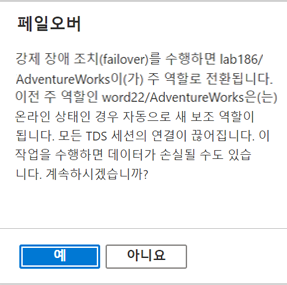 페일오버
강제 장애 조치(failover)를 수행하면 lab186/
AdventureWorks이(가) 주 역할로 전환됩니다.
이전 주 역할인 word22/AdventureWorks은(는)
온라인 상태인 경우 자동으로 새 보조 역할이
됩니다. 모든 TDS 세션의 연결이 끊어집니다. 이
작업을 수행하면 데이터가 손실될 수도 있습
니다. 계속하시겠습니까?
예
아니요